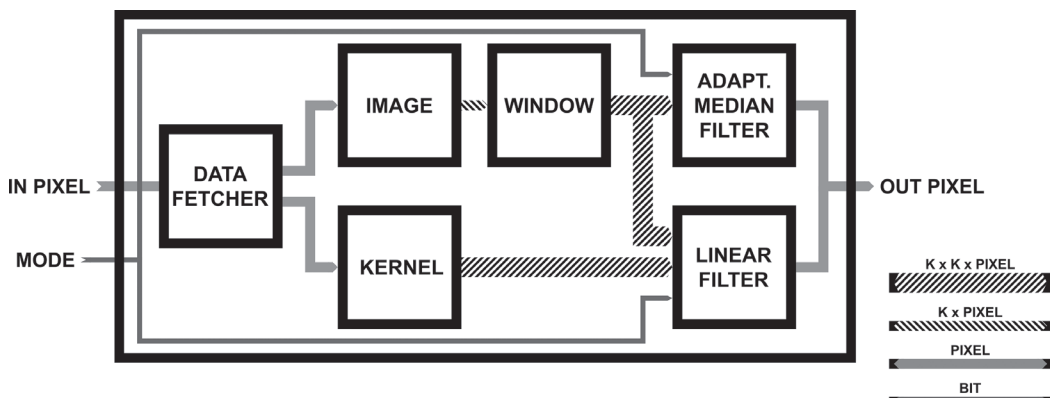 IMAGE
WINDOW
ADAPT.
MEDIAN
FILTER
DATA
FETCHER
IN PIXEL
OUT PIXEL
MODE
KERNEL
LINEAR
FILTER
K x K x PIXEL
K x PIXEL
PIXEL
BIT